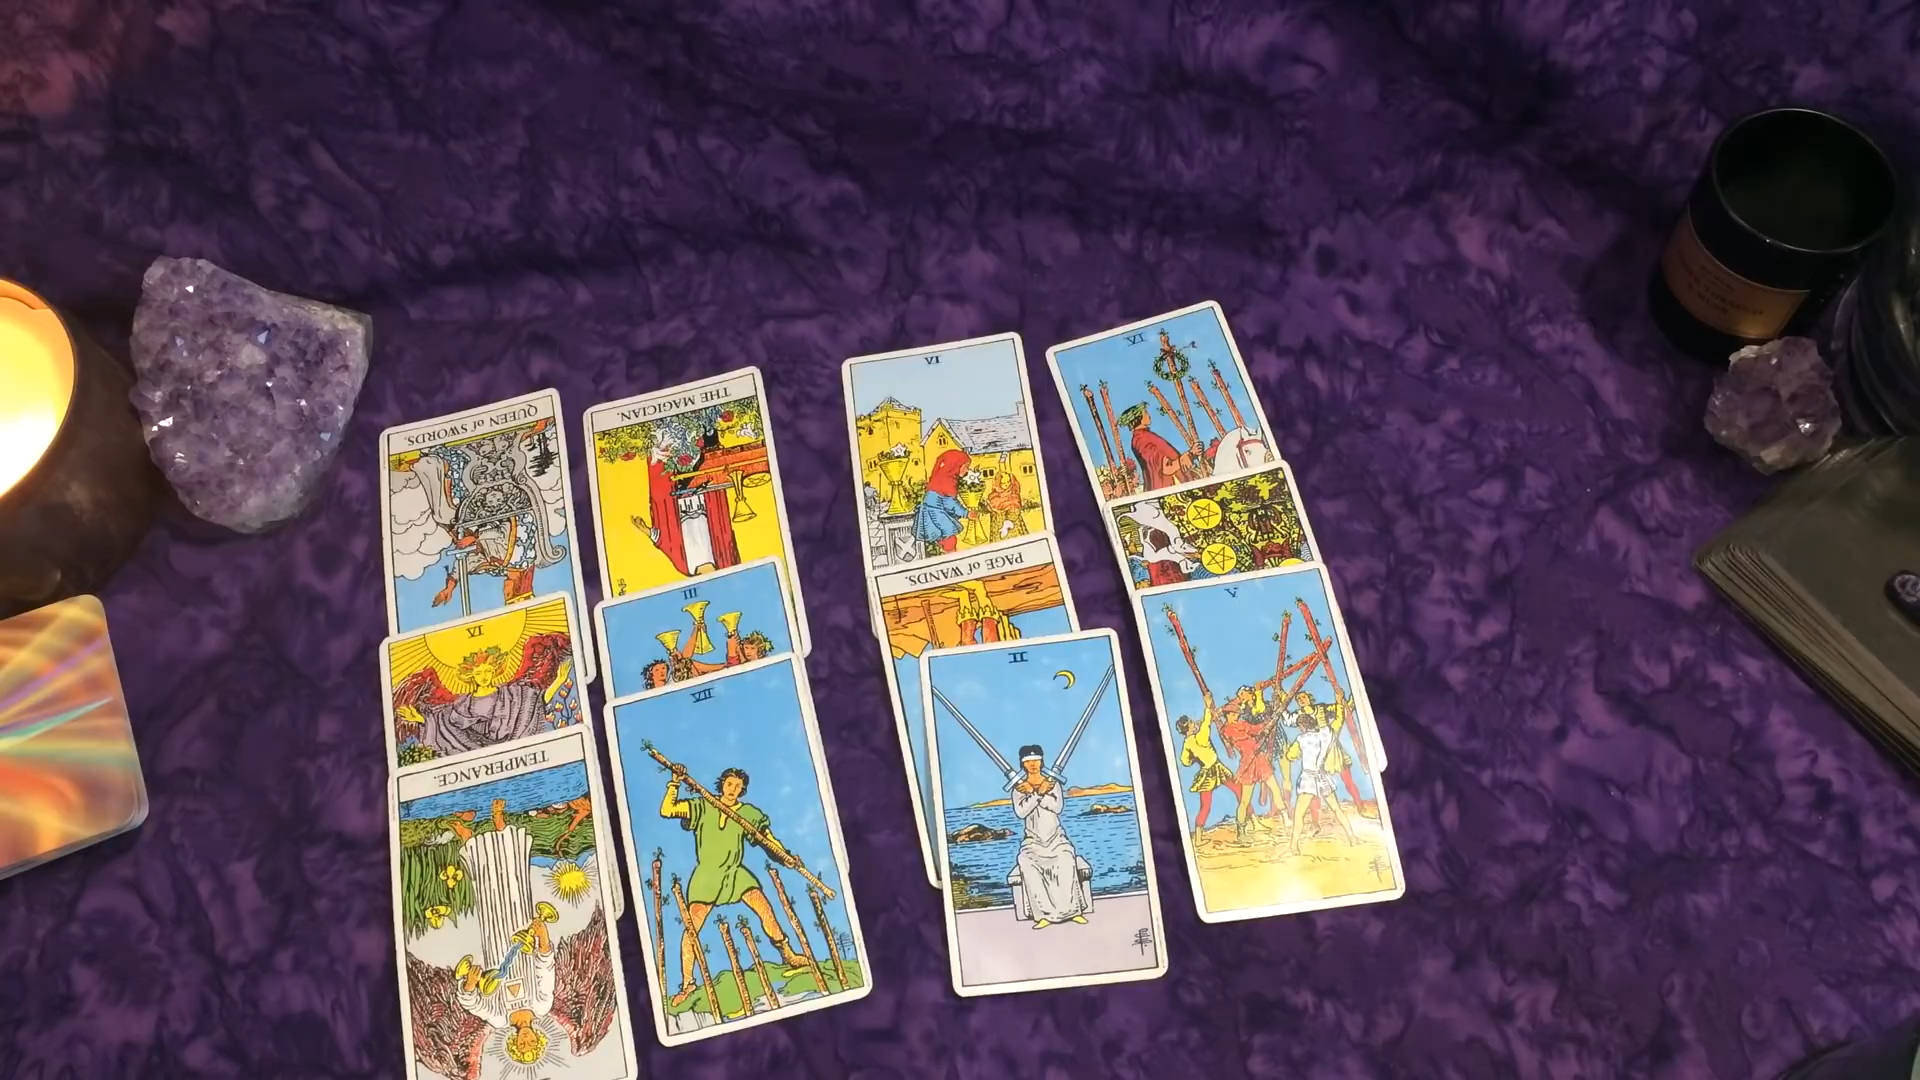 QUEEN of SWORDS.
VI
TEMPERANCE.
THE MAGICIAN.
III
VII
VI
PAGE of WANDS.
II
VI
V